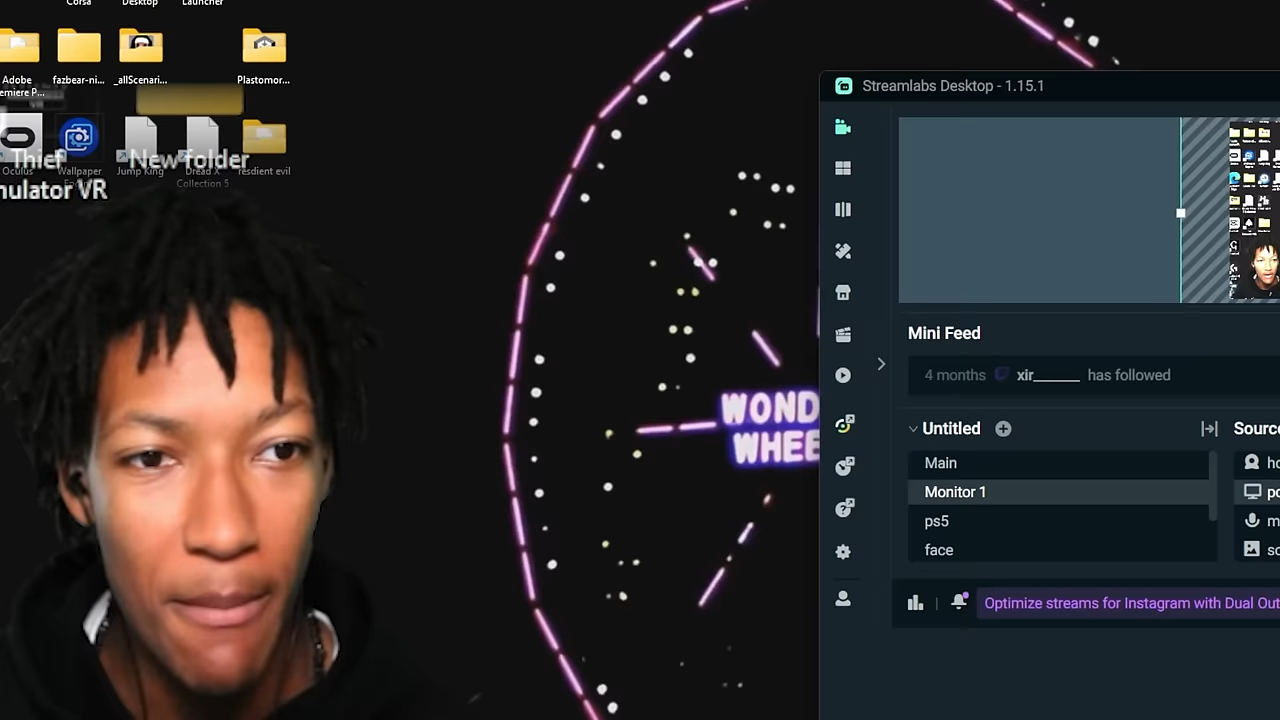 Corsa
Desktop
Launcher
Adobe
emiere P...
fazbear-ni...
_allScenari...
Plastomor...
Oculus
Wallpaper
Jump King
Dread X
Collection 5
resdient evil
Thief
mulator VR
New folder
WOND
WHEE
Streamlabs Desktop - 1.15.1
Mini Feed
4 months xir______ has followed
Untitled
Source
Main
Monitor 1
ps5
face
Optimize streams for Instagram with Dual Out